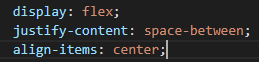 display: flex;
justify-content: space-between;
align-items: center;